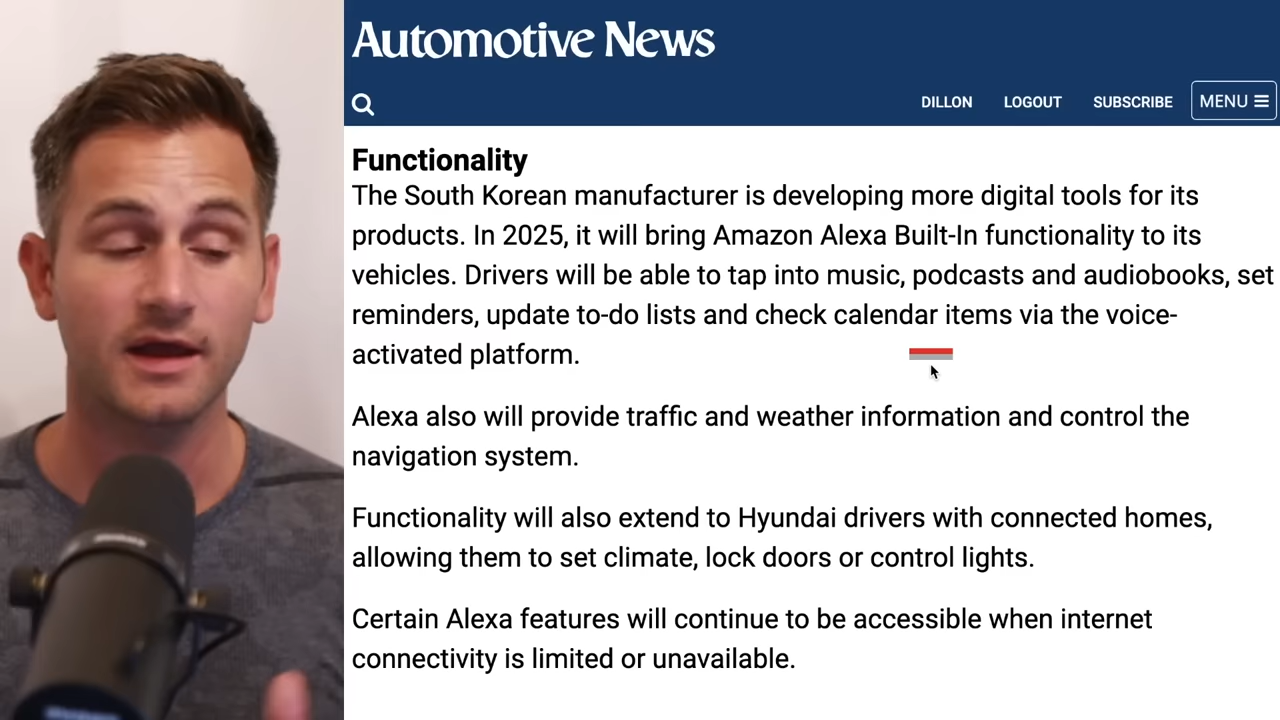 Automotive News
DILLON LOGOUT SUBSCRIBE MENU
Functionality
The South Korean manufacturer is developing more digital tools for its
products. In 2025, it will bring Amazon Alexa Built-In functionality to its
vehicles. Drivers will be able to tap into music, podcasts and audiobooks, set
reminders, update to-do lists and check calendar items via the voice-
activated platform.
Alexa also will provide traffic and weather information and control the
navigation system.
Functionality will also extend to Hyundai drivers with connected homes,
allowing them to set climate, lock doors or control lights.
Certain Alexa features will continue to be accessible when internet
connectivity is limited or unavailable.